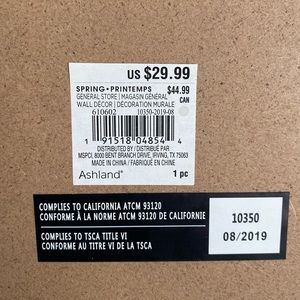 US $29.99
SPRING • PRINTEMPS
$44.99
GENERAL STORE | MAGASIN GÉNÉRAL
CAN
WALL DÉCOR | DÉCORATION MURALE
610602
10350-2019-08
1 91518 04854 4
DISTRIBUTED BY / DISTRIBUÉ PAR
MSPCI, 8000 BENT BRANCH DRIVE, IRVING, TX 75063
MADE IN CHINA / FABRIQUÉ EN CHINE
Ashland®
1 pc
COMPLIES TO CALIFORNIA ATCM 93120
CONFORME À LA NORME ATCM 93120 DE CALIFORNIE
COMPLIES TO TSCA TITLE VI
CONFORME AU TITRE VI DE LA TSCA
10350
08/2019